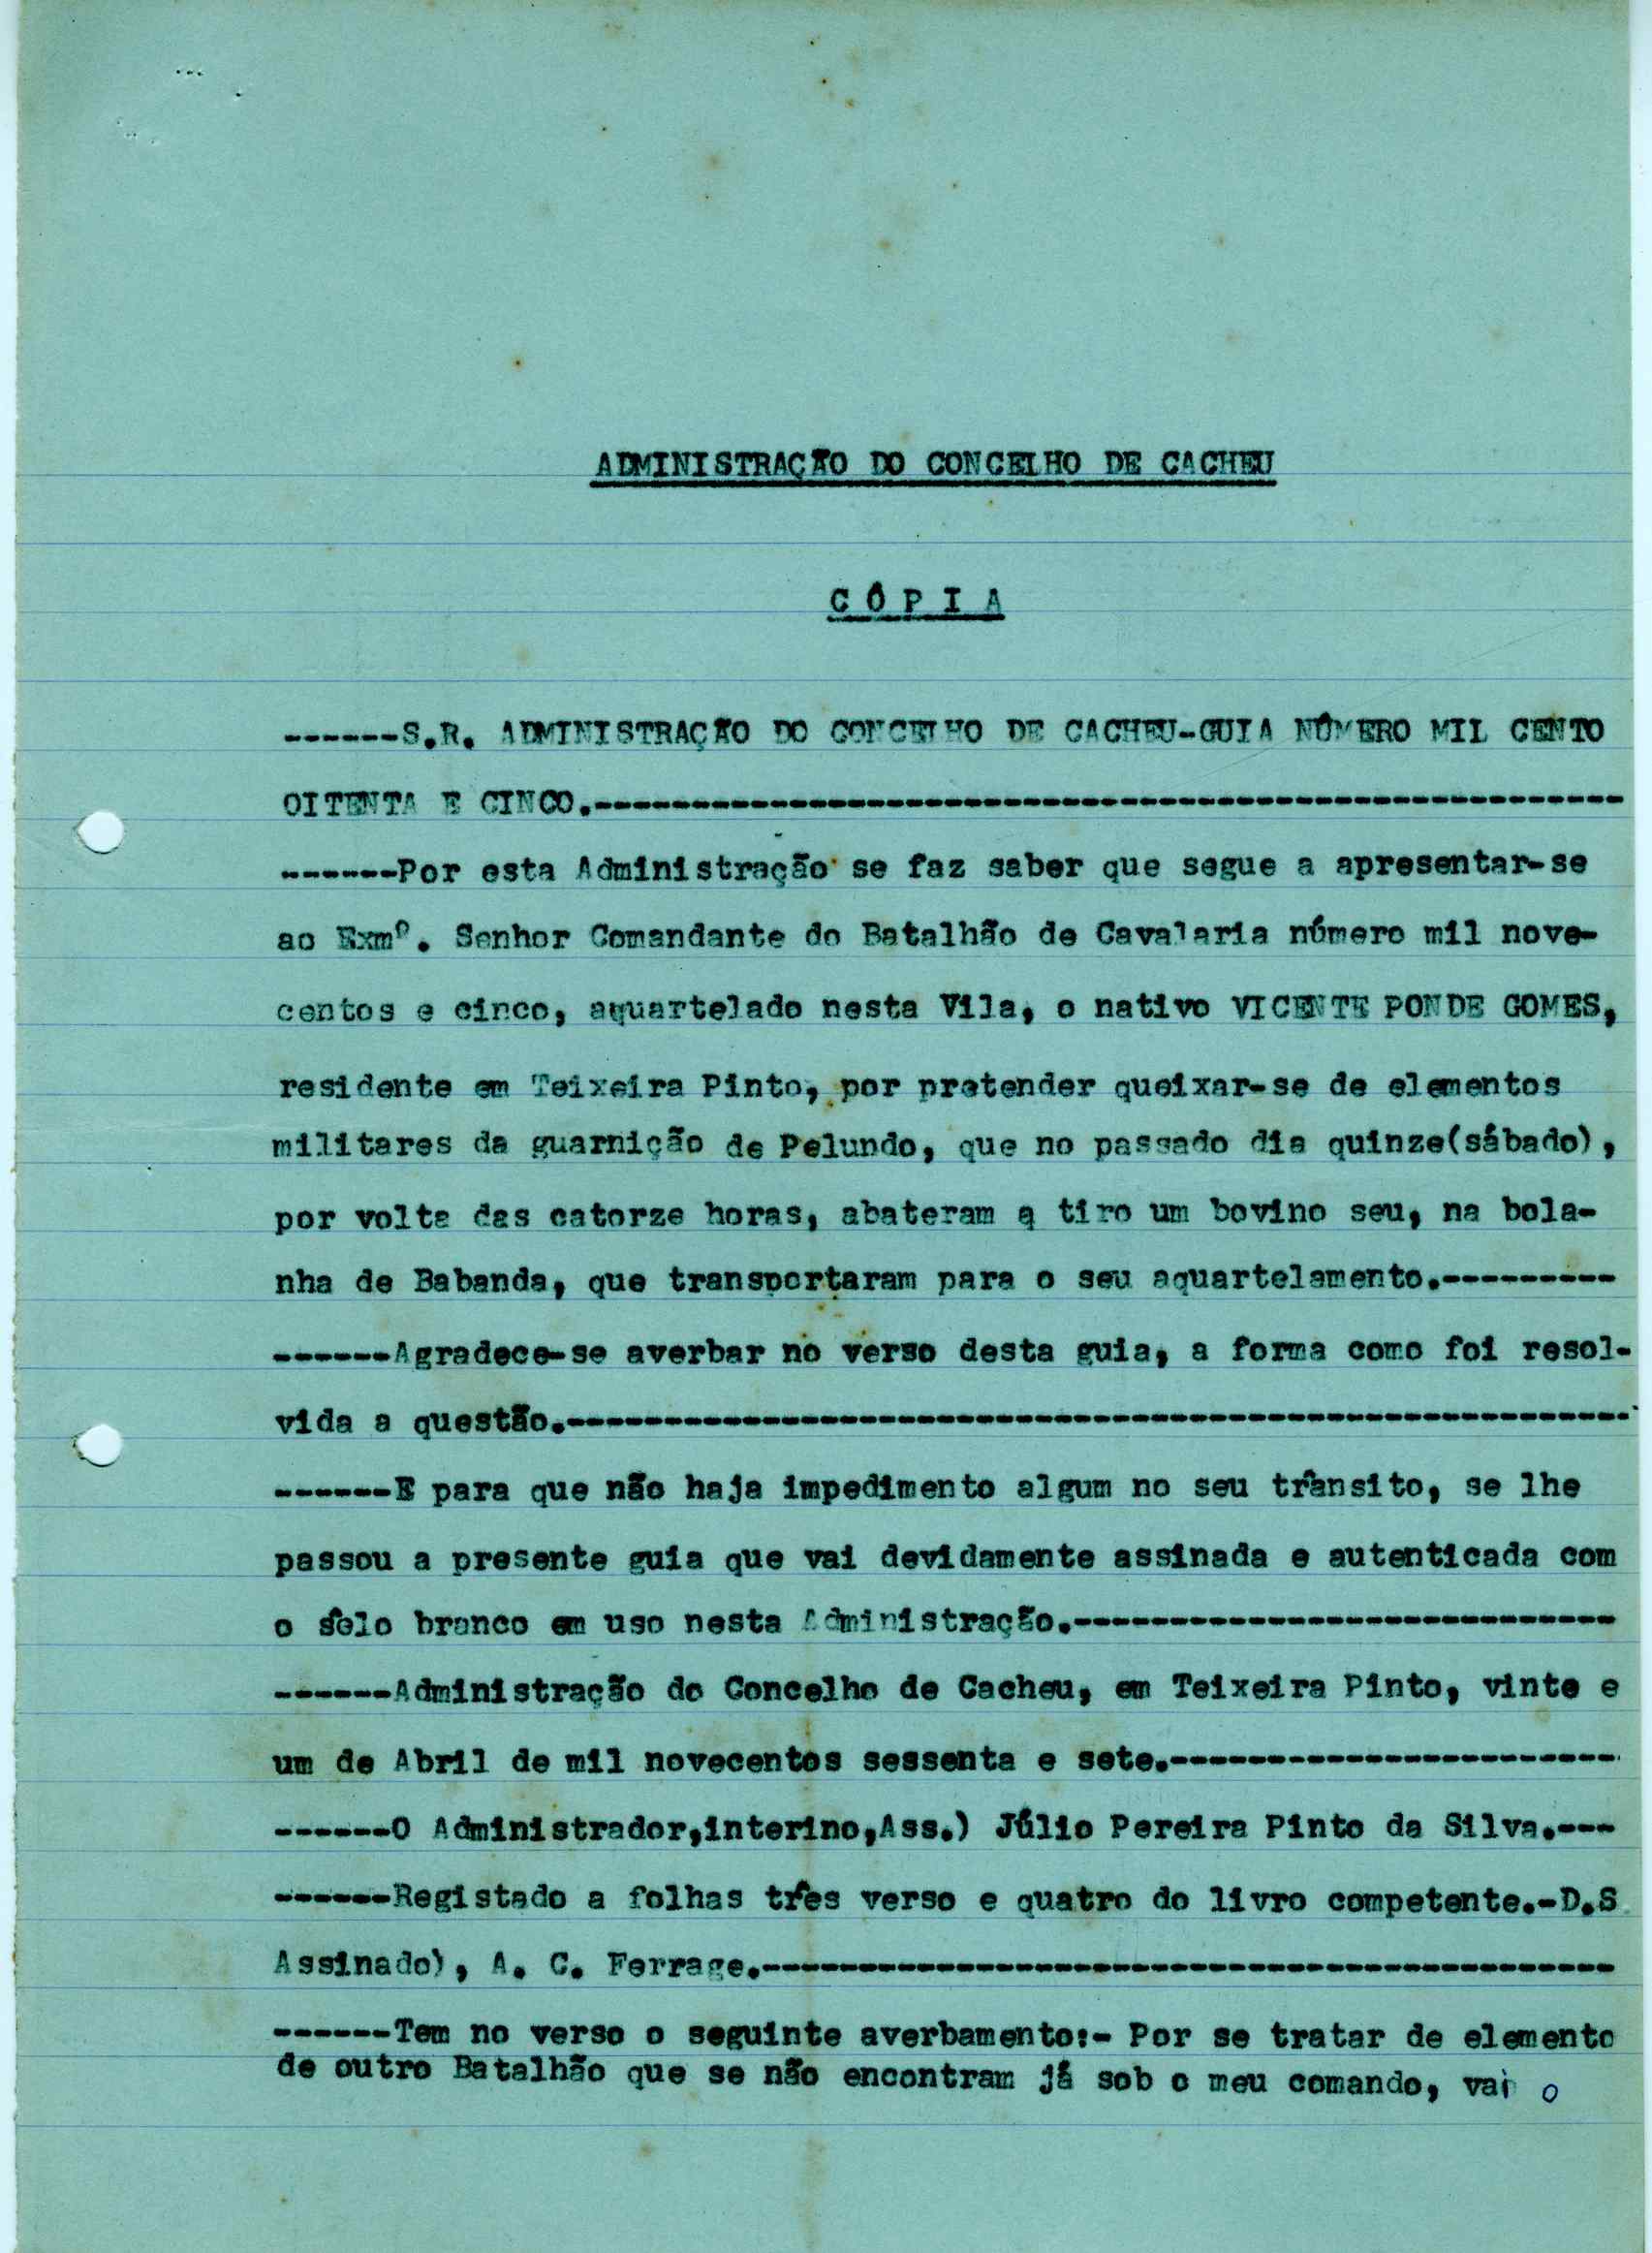 ADMINISTRAÇÃO DO CONCELHO DE CACHEU
CÓPIA
------S.R. ADMINISTRAÇÃO DO CONCELHO DE CACHEU-GUIA NÚMERO MIL CENTO
OITENTA E CINCO.-----------------------------------------------------
------Por esta Administração se faz saber que segue a apresentar-se
ao Exmº. Senhor Comandante do Batalhão de Cavalaria número mil nove-
centos e cinco, aquartelado nesta Vila, o nativo VICENTE PONDE GOMES,
residente em Teixeira Pinto, por pretender queixar-se de elementos
militares da guarnição de Pelundo, que no passado dia quinze(sábado),
por volta das catorze horas, abateram a tiro um bovino seu, na bola-
nha de Babanda, que transportaram para o seu aquartelamento.---------
------Agradece-se averbar no verso desta guia, a forma como foi resol-
vida a questão.-------------------------------------------------------
------E para que não haja impedimento algum no seu trânsito, se lhe
passou a presente guia que vai devidamente assinada e autenticada com
o sêlo branco em uso nesta Administração.----------------------------
------Administração do Concelho de Cacheu, em Teixeira Pinto, vinte e
um de Abril de mil novecentos sessenta e sete.-----------------------
------O Administrador,interino,Ass.) Júlio Pereira Pinto da Silva.---
------Registado a folhas três verso e quatro do livro competente.-D.S.
Assinado), A. C. Ferrage.--------------------------------------------
------Tem no verso o seguinte averbamento:- Por se tratar de elemento
de outro Batalhão que se não encontram já sob o meu comando, vai o